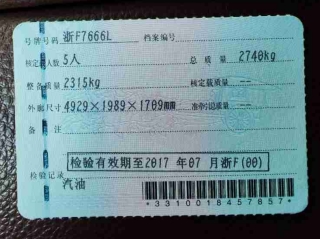 号牌号码 浙F7666L 档案编号
核定载人数 5人 总质量 2740kg
整备质量 2315kg 核定载质量 --
外廓尺寸 4929×1989×1709mm 准牵总质量 --
备注
检验有效期至2017年07月浙F(00)
检验记录
汽油
*3310018457857*